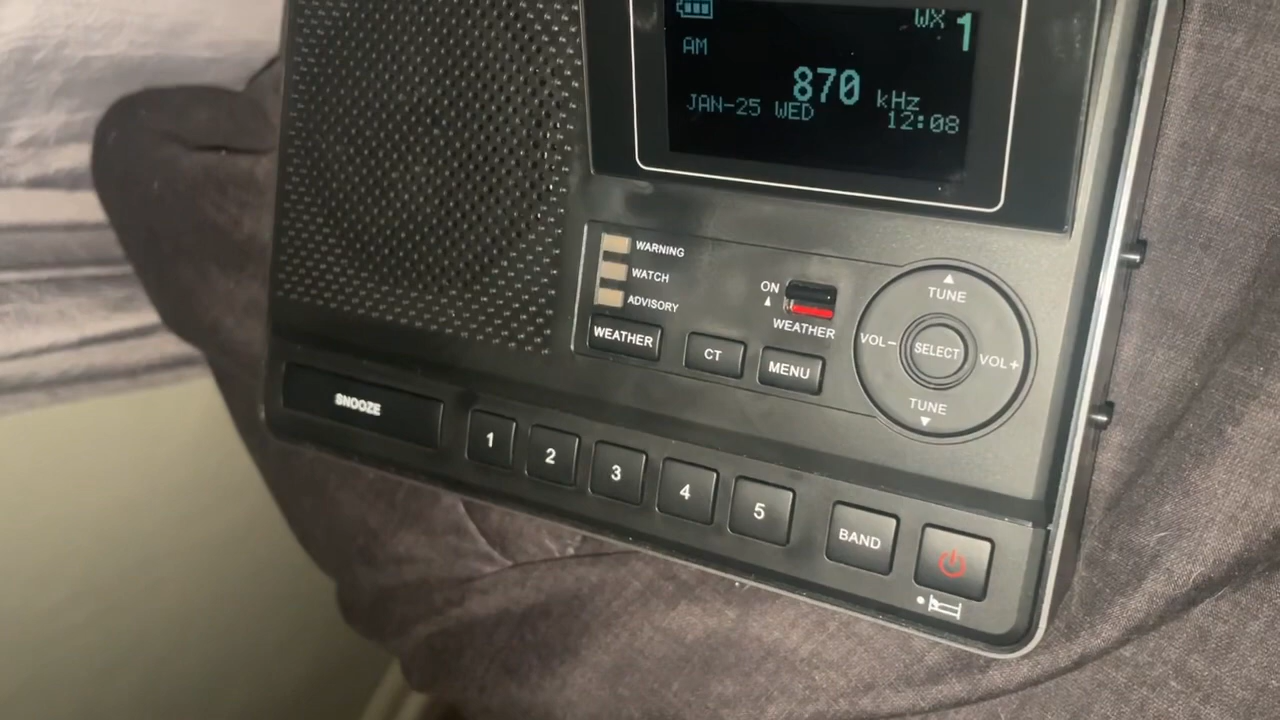 WX 1
AM
870 kHz
JAN-25 WED 12:08
WARNING
WATCH
ADVISORY
WEATHER
ON
WEATHER
CT
MENU
TUNE
VOL-
SELECT
VOL+
TUNE
SNOOZE
1
2
3
4
5
BAND